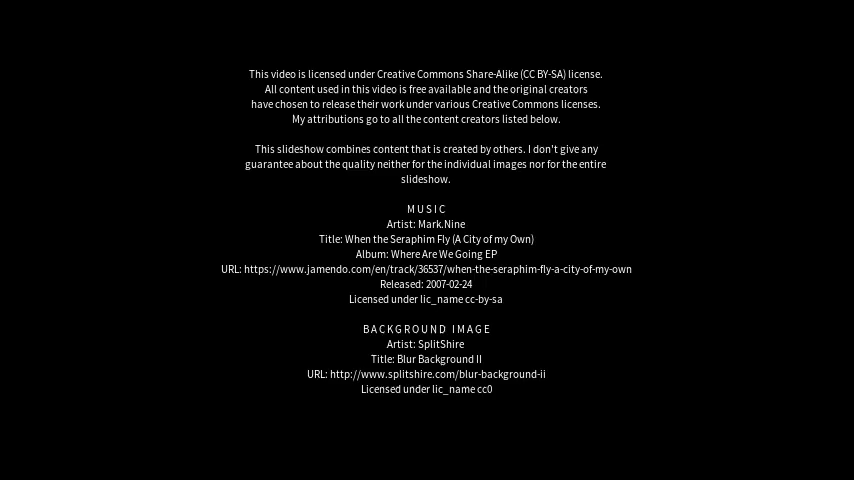 This video is licensed under Creative Commons Share-Alike (CC BY-SA) license.
All content used in this video is free available and the original creators
have chosen to release their work under various Creative Commons licenses.
My attributions go to all the content creators listed below.
This slideshow combines content that is created by others. I don't give any
guarantee about the quality neither for the individual images nor for the entire
slideshow.
MUSIC
Artist: Mark.Nine
Title: When the Seraphim Fly (A City of my Own)
Album: Where Are We Going EP
URL: https://www.jamendo.com/en/track/36537/when-the-seraphim-fly-a-city-of-my-own
Released: 2007-02-24
Licensed under lic_name cc-by-sa
BACKGROUND IMAGE
Artist: SplitShire
Title: Blur Background II
URL: http://www.splitshire.com/blur-background-ii
Licensed under lic_name cc0